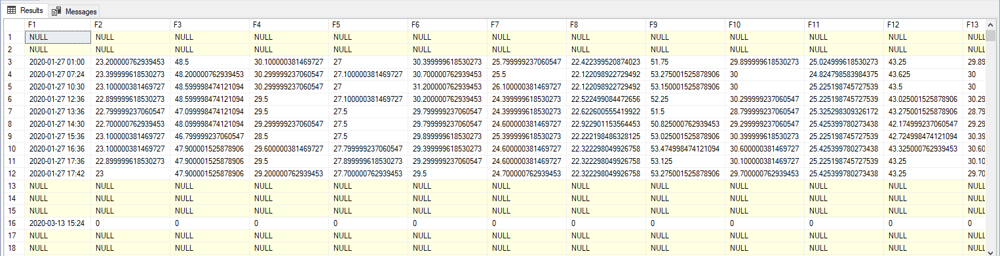 Results Messages
F1 F2 F3 F4 F5 F6 F7 F8 F9 F10 F11 F12 F13
1 NULL NULL NULL NULL NULL NULL NULL NULL NULL NULL NULL NULL NULL
2 NULL NULL NULL NULL NULL NULL NULL NULL NULL NULL NULL NULL NULL
3 2020-01-27 01:00 23.200000762939453 48.5 30.100000381469727 27 30.399999618530273 25.799999237060547 22.422399520874023 51.75 29.899999618530273 25.024999618530273 43.25 29.89
4 2020-01-27 07:24 23.399999618530273 48.200000762939453 30.299999237060547 27.100000381469727 30.700000762939453 25.5 22.122098922729492 53.275001525878906 30 24.824798583984375 43.625 30
5 2020-01-27 10:30 23.100000381469727 48.599998474121094 30.299999237060547 27 31.200000762939453 26.100000381469727 22.122098922729492 53.150001525878906 30 25.225198745727539 43.5 30
6 2020-01-27 12:36 22.899999618530273 48.599998474121094 29.5 27.100000381469727 30.200000762939453 24.399999618530273 22.522499084472656 52.25 30.299999237060547 25.225198745727539 43.025001525878906 30.29
7 2020-01-27 13:36 22.799999237060547 47.099998474121094 29.5 27.5 29.799999237060547 24.399999618530273 22.622600555419922 51.5 28.799999237060547 25.325298309326172 43.275001525878906 28.79
8 2020-01-27 14:30 22.700000762939453 48.099998474121094 29.299999237060547 27.5 29.799999237060547 24.600000381469727 22.922901153564453 50.825000762939453 29.299999237060547 25.425399780273438 42.174999237060547 29.29
9 2020-01-27 15:36 23.100000381469727 46.799999237060547 28.5 27.5 29.899999618530273 25.399999618530273 22.222198486328125 53.025001525878906 30.399999618530273 25.225198745727539 42.724998474121094 30.39
10 2020-01-27 16:36 23.100000381469727 47.900001525878906 29.600000381469727 27.799999237060547 29.399999618530273 24.600000381469727 22.322298049926758 53.474998474121094 30.600000381469727 25.425399780273438 43.325000762939453 30.60
11 2020-01-27 17:36 22.899999618530273 47.900001525878906 29.5 27.899999618530273 29.299999237060547 24.600000381469727 22.322298049926758 53.125 30.100000381469727 25.225198745727539 43.25 30.10
12 2020-01-27 17:42 23 47.900001525878906 29.200000762939453 27.700000762939453 29.5 24.700000762939453 22.322298049926758 53.275001525878906 29.700000762939453 25.425399780273438 43.25 29.70
13 NULL NULL NULL NULL NULL NULL NULL NULL NULL NULL NULL NULL NULL
14 NULL NULL NULL NULL NULL NULL NULL NULL NULL NULL NULL NULL NULL
15 NULL NULL NULL NULL NULL NULL NULL NULL NULL NULL NULL NULL NULL
16 2020-03-13 15:24 0 0 0 0 0 0 0 0 0 0 0 0
17 NULL NULL NULL NULL NULL NULL NULL NULL NULL NULL NULL NULL NULL
18 NULL NULL NULL NULL NULL NULL NULL NULL NULL NULL NULL NULL NULL